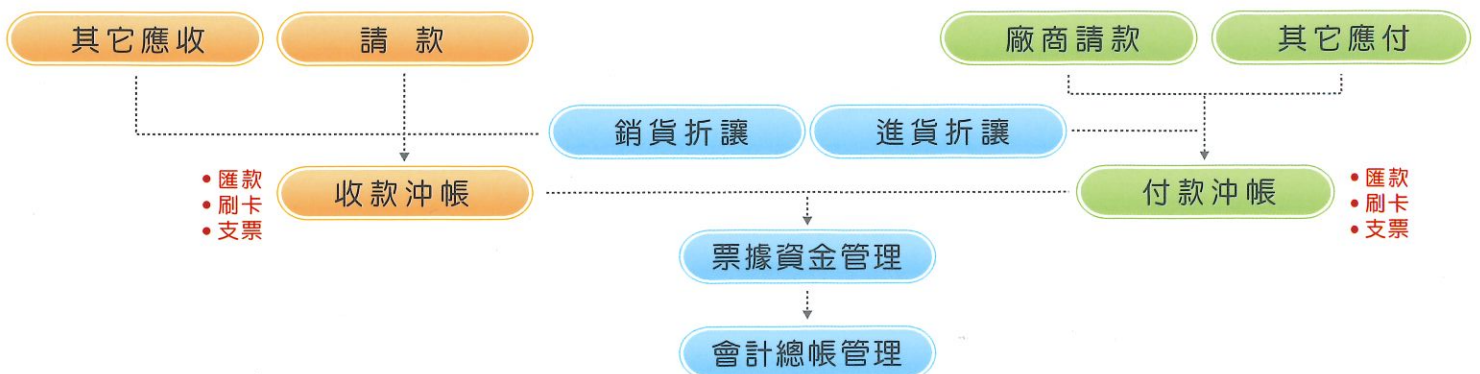 其它應收
請款
廠商請款
其它應付
銷貨折讓
進貨折讓
•匯款
•刷卡
•支票
收款沖帳
付款沖帳
•匯款
•刷卡
•支票
票據資金管理
會計總帳管理